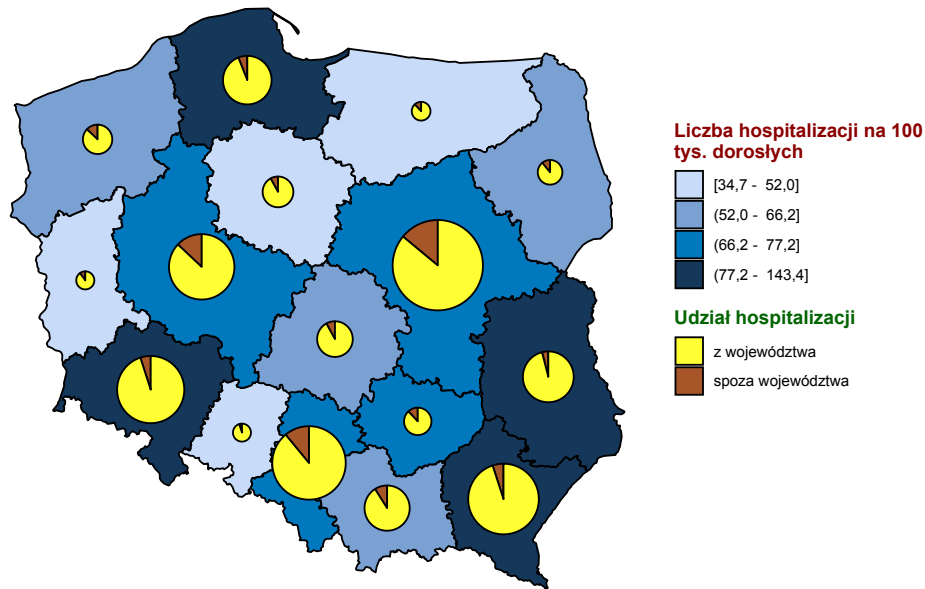 Liczba hospitalizacji na 100
tys. dorosłych
[34,7 - 52,0]
(52,0 - 66,2]
(66,2 - 77,2]
(77,2 - 143,4]
Udział hospitalizacji
z województwa
spoza województwa